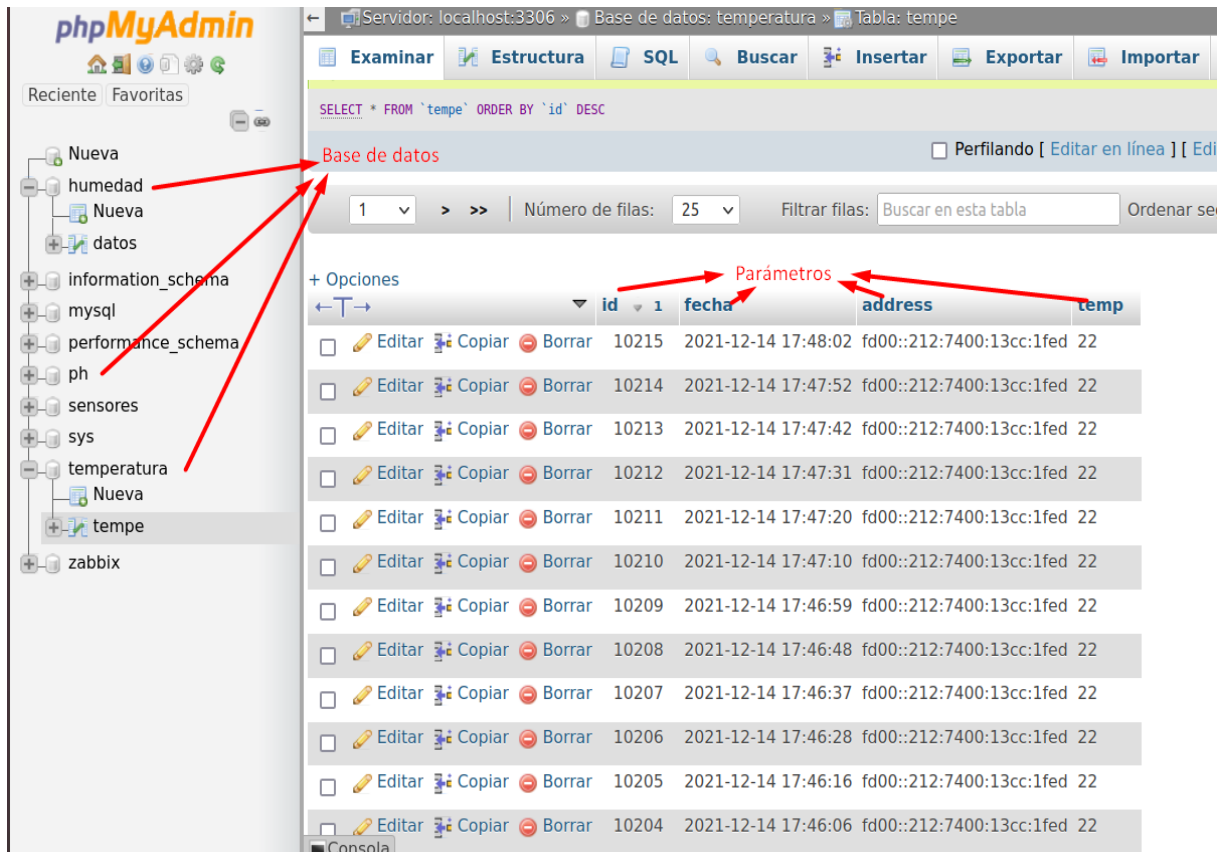 phpMyAdmin
Reciente Favoritas
Nueva
humedad
Nueva
datos
information_schema
mysql
performance_schema
ph
sensores
sys
temperatura
Nueva
tempe
zabbix
← Servidor: localhost:3306 » Base de datos: temperatura » Tabla: tempe
Examinar Estructura SQL Buscar Insertar Exportar Importar
SELECT * FROM `tempe` ORDER BY `id` DESC
Base de datos
Perfilando [ Editar en línea ] [ Edi
1 > >> Número de filas: 25 Filtrar filas: Buscar en esta tabla Ordenar se
Parámetros
+ Opciones
←T→ id 1 fecha address temp
Editar Copiar Borrar 10215 2021-12-14 17:48:02 fd00::212:7400:13cc:1fed 22
Editar Copiar Borrar 10214 2021-12-14 17:47:52 fd00::212:7400:13cc:1fed 22
Editar Copiar Borrar 10213 2021-12-14 17:47:42 fd00::212:7400:13cc:1fed 22
Editar Copiar Borrar 10212 2021-12-14 17:47:31 fd00::212:7400:13cc:1fed 22
Editar Copiar Borrar 10211 2021-12-14 17:47:20 fd00::212:7400:13cc:1fed 22
Editar Copiar Borrar 10210 2021-12-14 17:47:10 fd00::212:7400:13cc:1fed 22
Editar Copiar Borrar 10209 2021-12-14 17:46:59 fd00::212:7400:13cc:1fed 22
Editar Copiar Borrar 10208 2021-12-14 17:46:48 fd00::212:7400:13cc:1fed 22
Editar Copiar Borrar 10207 2021-12-14 17:46:37 fd00::212:7400:13cc:1fed 22
Editar Copiar Borrar 10206 2021-12-14 17:46:28 fd00::212:7400:13cc:1fed 22
Editar Copiar Borrar 10205 2021-12-14 17:46:16 fd00::212:7400:13cc:1fed 22
Editar Copiar Borrar 10204 2021-12-14 17:46:06 fd00::212:7400:13cc:1fed 22
Consola